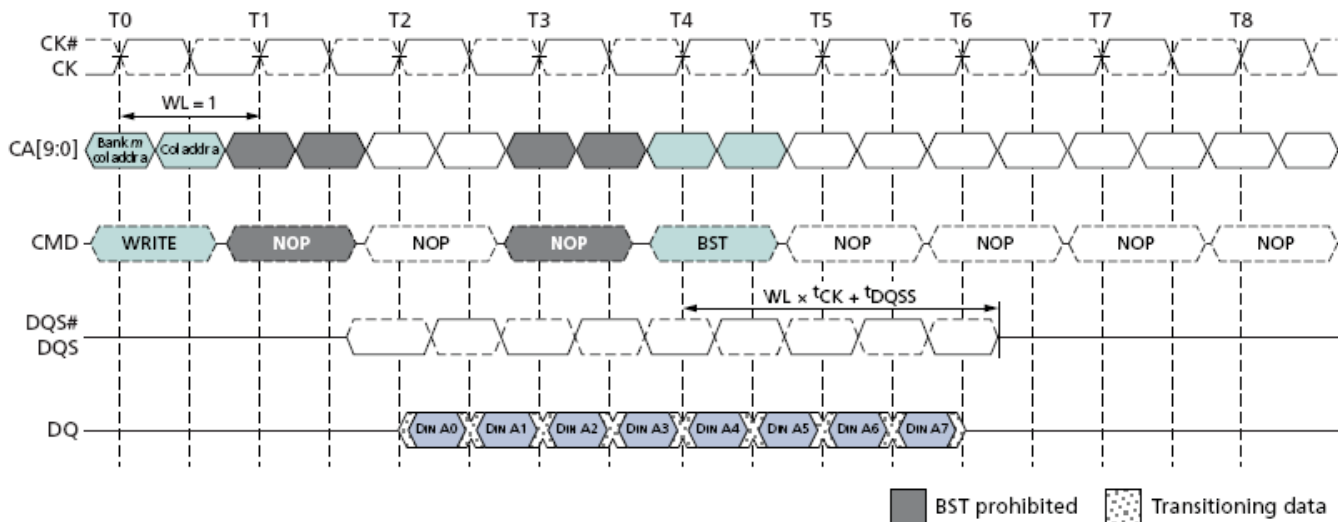 T0 T1 T2 T3 T4 T5 T6 T7 T8
CK#
CK
WL = 1
CA[9:0] Bank m col addr a Col addr a
CMD WRITE NOP NOP NOP BST NOP NOP NOP NOP
WL × tCK + tDQSS
DQS#
DQS
DQ DIN A0 DIN A1 DIN A2 DIN A3 DIN A4 DIN A5 DIN A6 DIN A7
BST prohibited Transitioning data